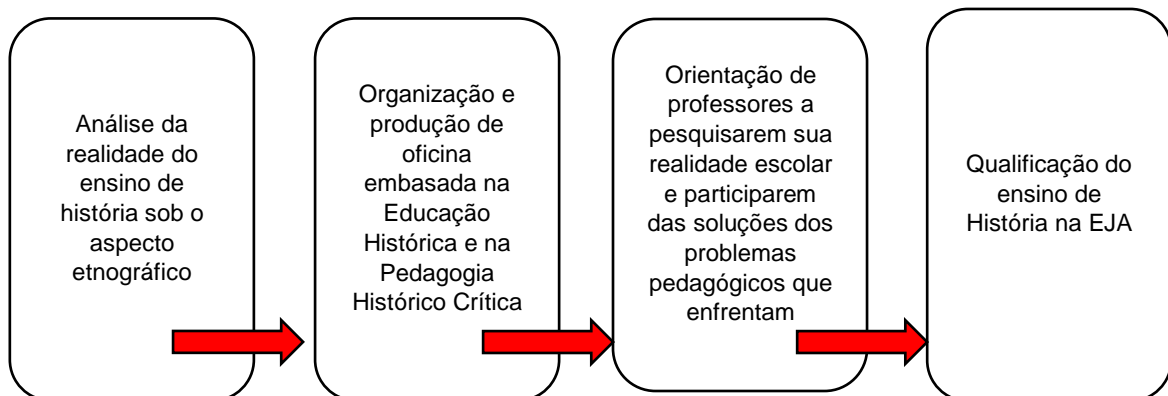 Análise da
realidade do
ensino de
história sob o
aspecto
etnográfico
Organização e
produção de
oficina
embasada na
Educação
Histórica e na
Pedagogia
Histórico Crítica
Orientação de
professores a
pesquisarem sua
realidade escolar
e participarem
das soluções dos
problemas
pedagógicos que
enfrentam
Qualificação do
ensino de
História na EJA